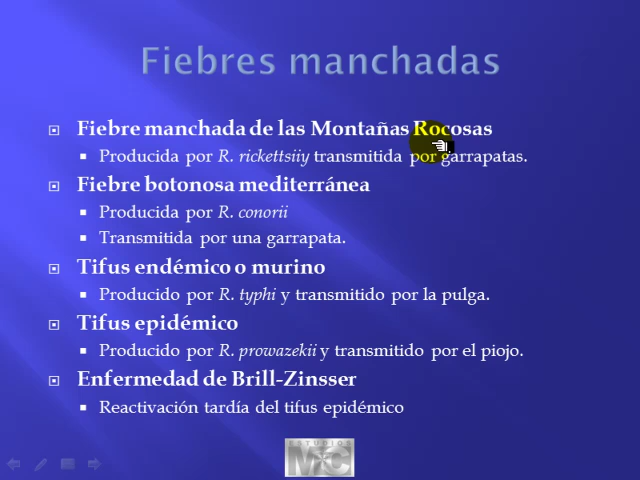 Fiebres manchadas
Fiebre manchada de las Montañas Rocosas
Producida por R. rickettsiiy transmitida por garrapatas.
Fiebre botonosa mediterránea
Producida por R. conorii
Transmitida por una garrapata.
Tifus endémico o murino
Producido por R. typhi y transmitido por la pulga.
Tifus epidémico
Producido por R. prowazekii y transmitido por el piojo.
Enfermedad de Brill-Zinsser
Reactivación tardía del tifus epidémico
ESTUDIOS
MC